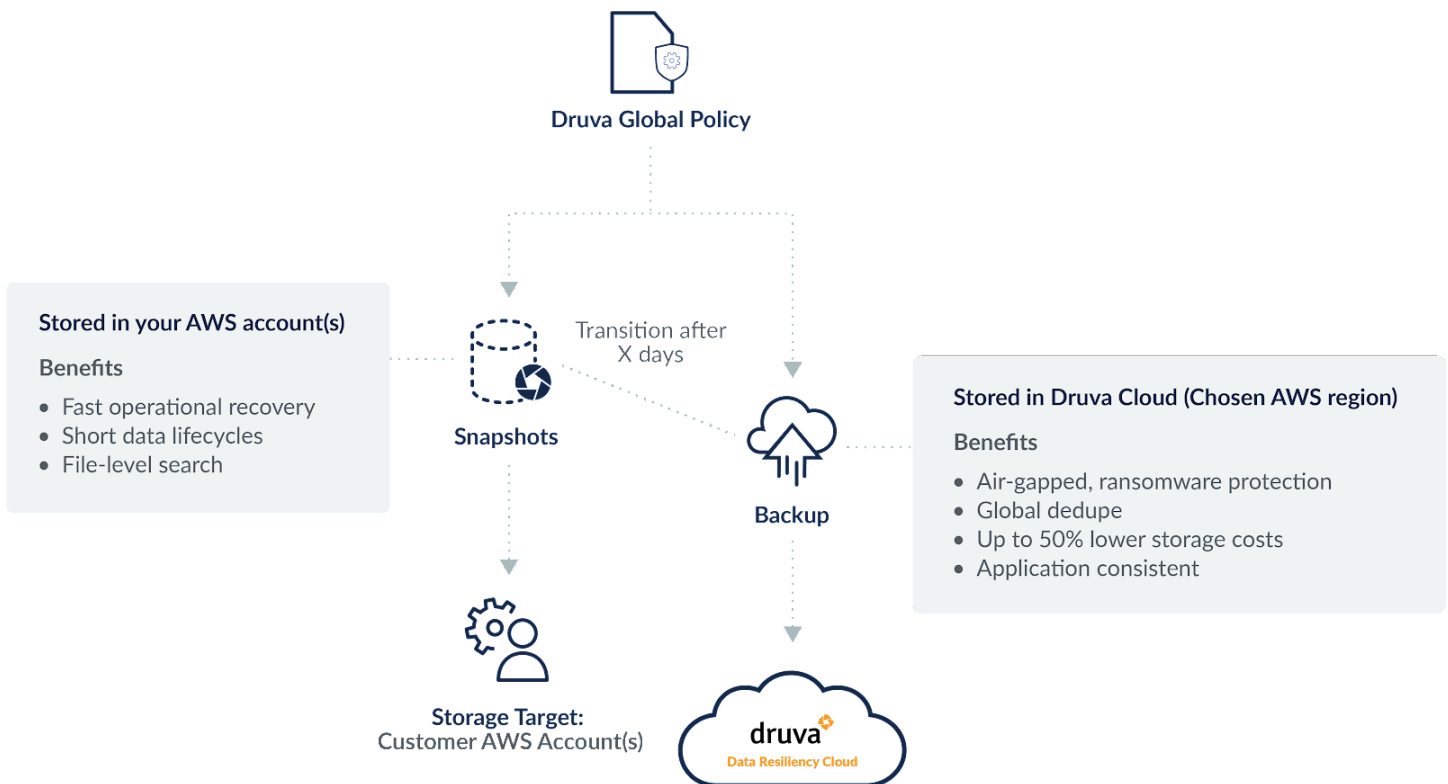 Druva Global Policy
Stored in your AWS account(s)
Benefits
• Fast operational recovery
• Short data lifecycles
• File-level search
Transition after
X days
Snapshots
Backup
Stored in Druva Cloud (Chosen AWS region)
Benefits
• Air-gapped, ransomware protection
• Global dedupe
• Up to 50% lower storage costs
• Application consistent
Storage Target:
Customer AWS Account(s)
druva
Data Resiliency Cloud